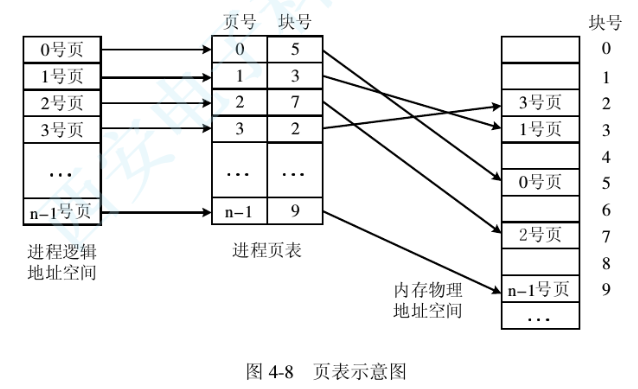 页号 块号 块号
0号页 0 5 0
1号页 1 3 1
2号页 2 7 3号页 2
3号页 3 2 1号页 3
4
... ... ... 0号页 5
6
n-1号页 n-1 9 2号页 7
8
n-1号页 9
...
进程逻辑
地址空间
进程页表
内存物理
地址空间
图 4-8 页表示意图